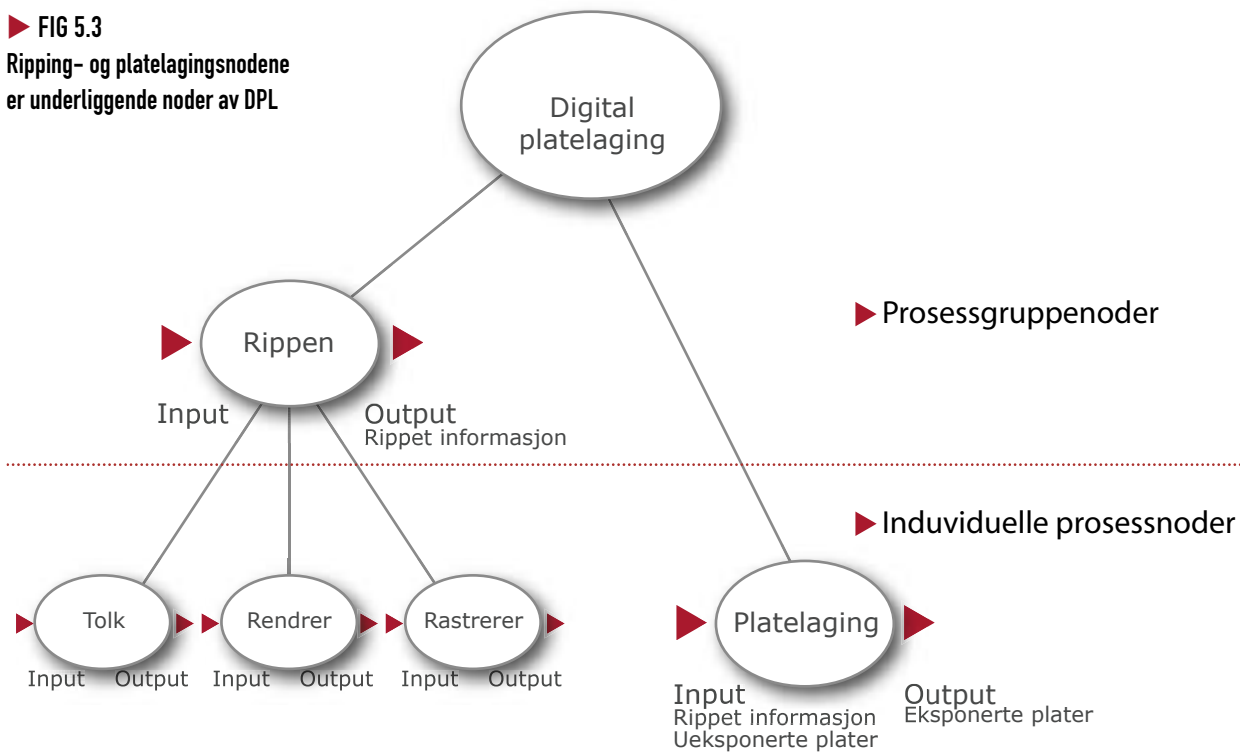 ▶ FIG 5.3
Ripping- og platelagingsnodene
er underliggende noder av DPL
Digital
platelaging
Prosessgruppenoder
Rippen
Input
Output
Rippet informasjon
Induviduelle prosessnoder
Tolk
Input
Output
Rendrer
Input
Output
Rastrerer
Input
Output
Platelaging
Input
Rippet informasjon
Ueksponerte plater
Output
Eksponerte plater